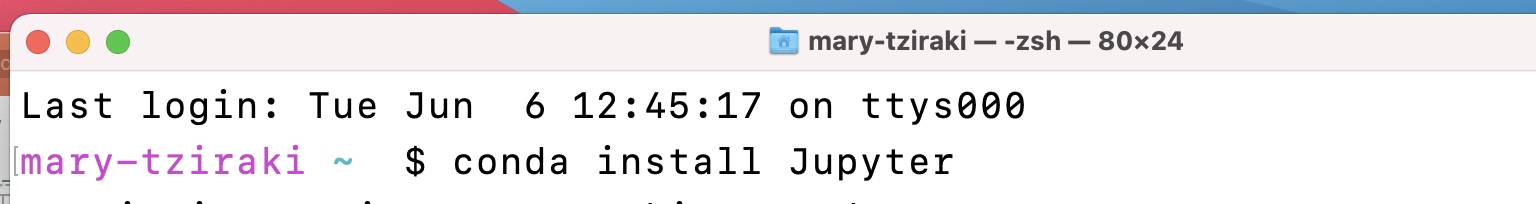 mary-tziraki — -zsh — 80×24
Last login: Tue Jun  6 12:45:17 on ttys000
mary-tziraki ~  $ conda install Jupyter